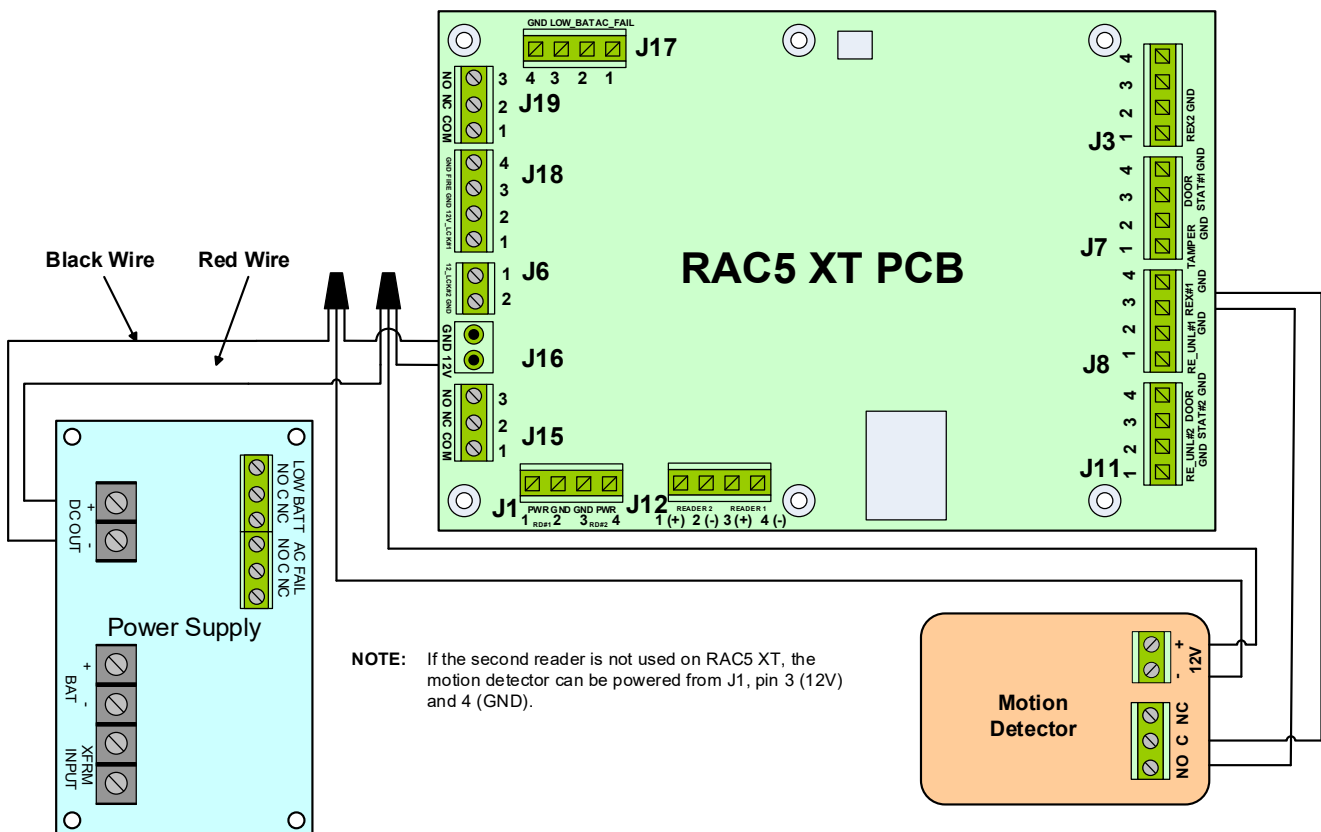 GND LOW_BAT AC_FAIL
J17
4 3 2 1
NO NC COM
3
2
1
J19
GND FIRE GND 12V_LCK#1
4
3
2
1
J18
12_LCK#2 GND
1
2
J6
GND 12V
J16
NO NC COM
3
2
1
J15
RAC5 XT PCB
4
3
2
1
J3
REX2 GND
4
3
2
1
J7
TAMPER GND
DOOR STAT#1 GND
4
3
2
1
J8
RE_UNL#1 GND
REX#1 GND
4
3
2
1
J11
RE_UNL#2 GND
DOOR STAT#2 GND
J1
PWR GND GND PWR
1 RD#1 2 3 RD#2 4
J12
READER 2 READER 1
1 (+) 2 (-) 3 (+) 4 (-)
Black Wire
Red Wire
+
-
DC OUT
LOW BATT
NO C NC
AC FAIL
NO C NC
Power Supply
+
-
BAT
XFRM
INPUT
NOTE: If the second reader is not used on RAC5 XT, the
motion detector can be powered from J1, pin 3 (12V)
and 4 (GND).
Motion
Detector
+
-
12V
NO C NC